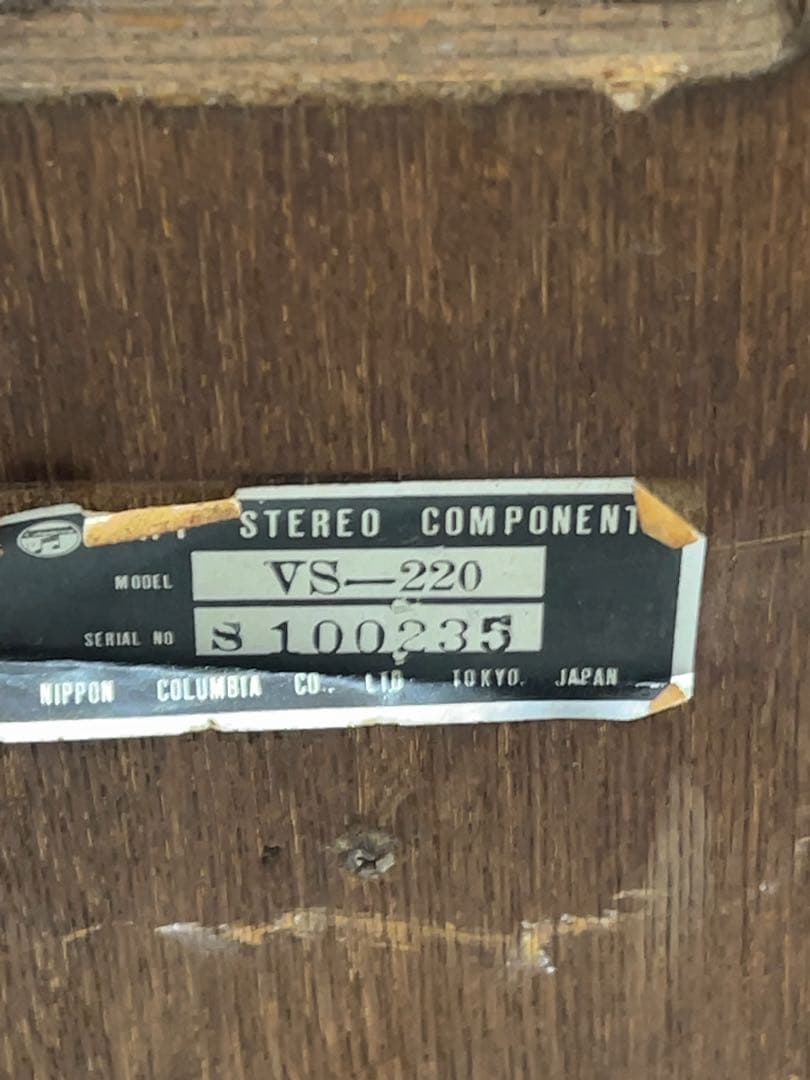 STEREO COMPONENT
MODEL VS-220
SERIAL NO S 100235
NIPPON COLUMBIA CO., LTD. TOKYO. JAPAN